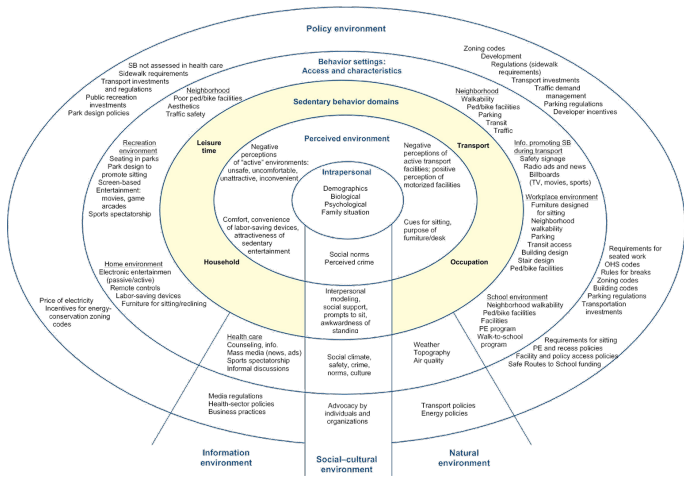 Policy environment
SB not assessed in health care
Sidewalk requirements
Transport investments
and regulations
Public recreation
investments
Park design policies
Zoning codes
Development
Regulations (sidewalk
requirements)
Transport investments
Traffic demand
management
Parking regulations
Developer incentives
Behavior settings:
Access and characteristics
Neighborhood
Poor ped/bike facilities
Aesthetics
Traffic safety
Neighborhood
Walkability
Ped/bike facilities
Parking
Transit
Traffic
Sedentary behavior domains
Leisure
time
Transport
Perceived environment
Negative
perceptions
of "active" environments:
unsafe, uncomfortable,
unattractive, inconvenient
Negative
perceptions of
active transport
facilities; positive
perception of
motorized facilities
Recreation
environment
Seating in parks
Park design to
promote sitting
Screen-based
Entertainment:
movies, game
arcades
Sports spectatorship
Info. promoting SB
during transport
Safety signage
Radio ads and news
Billboards
(TV, movies, sports)
Intrapersonal
Demographics
Biological
Psychological
Family situation
Workplace environment
Furniture designed
for sitting
Neighborhood
walkability
Parking
Transit access
Building design
Stair design
Ped/bike facilities
Comfort, convenience
of labor-saving devices,
attractiveness of
sedentary
entertainment
Cues for sitting,
purpose of
furniture/desk
Social norms
Perceived crime
Household
Occupation
Home environment
Electronic entertainmen
(passive/active)
Remote controls
Labor-saving devices
Furniture for sitting/reclining
Requirements for
seated work
OHS codes
Rules for breaks
Zoning codes
Building codes
Parking regulations
Transportation
investments
Price of electricity
Incentives for energy-
conservation zoning
codes
Interpersonal
modeling,
social support,
prompts to sit,
awkwardness of
standing
School environment
Neighborhood walkability
Ped/bike facilities
Facilities
PE program
Walk-to-school
program
Health care
Counseling, info.
Mass media (news, ads)
Sports spectatorship
Informal discussions
Social climate,
safety, crime,
norms, culture
Weather
Topography
Air quality
Requirements for sitting
PE and recess policies
Facility and policy access policies
Safe Routes to School funding
Media regulations
Health-sector policies
Business practices
Advocacy by
individuals and
organizations
Transport policies
Energy policies
Information
environment
Social–cultural
environment
Natural
environment